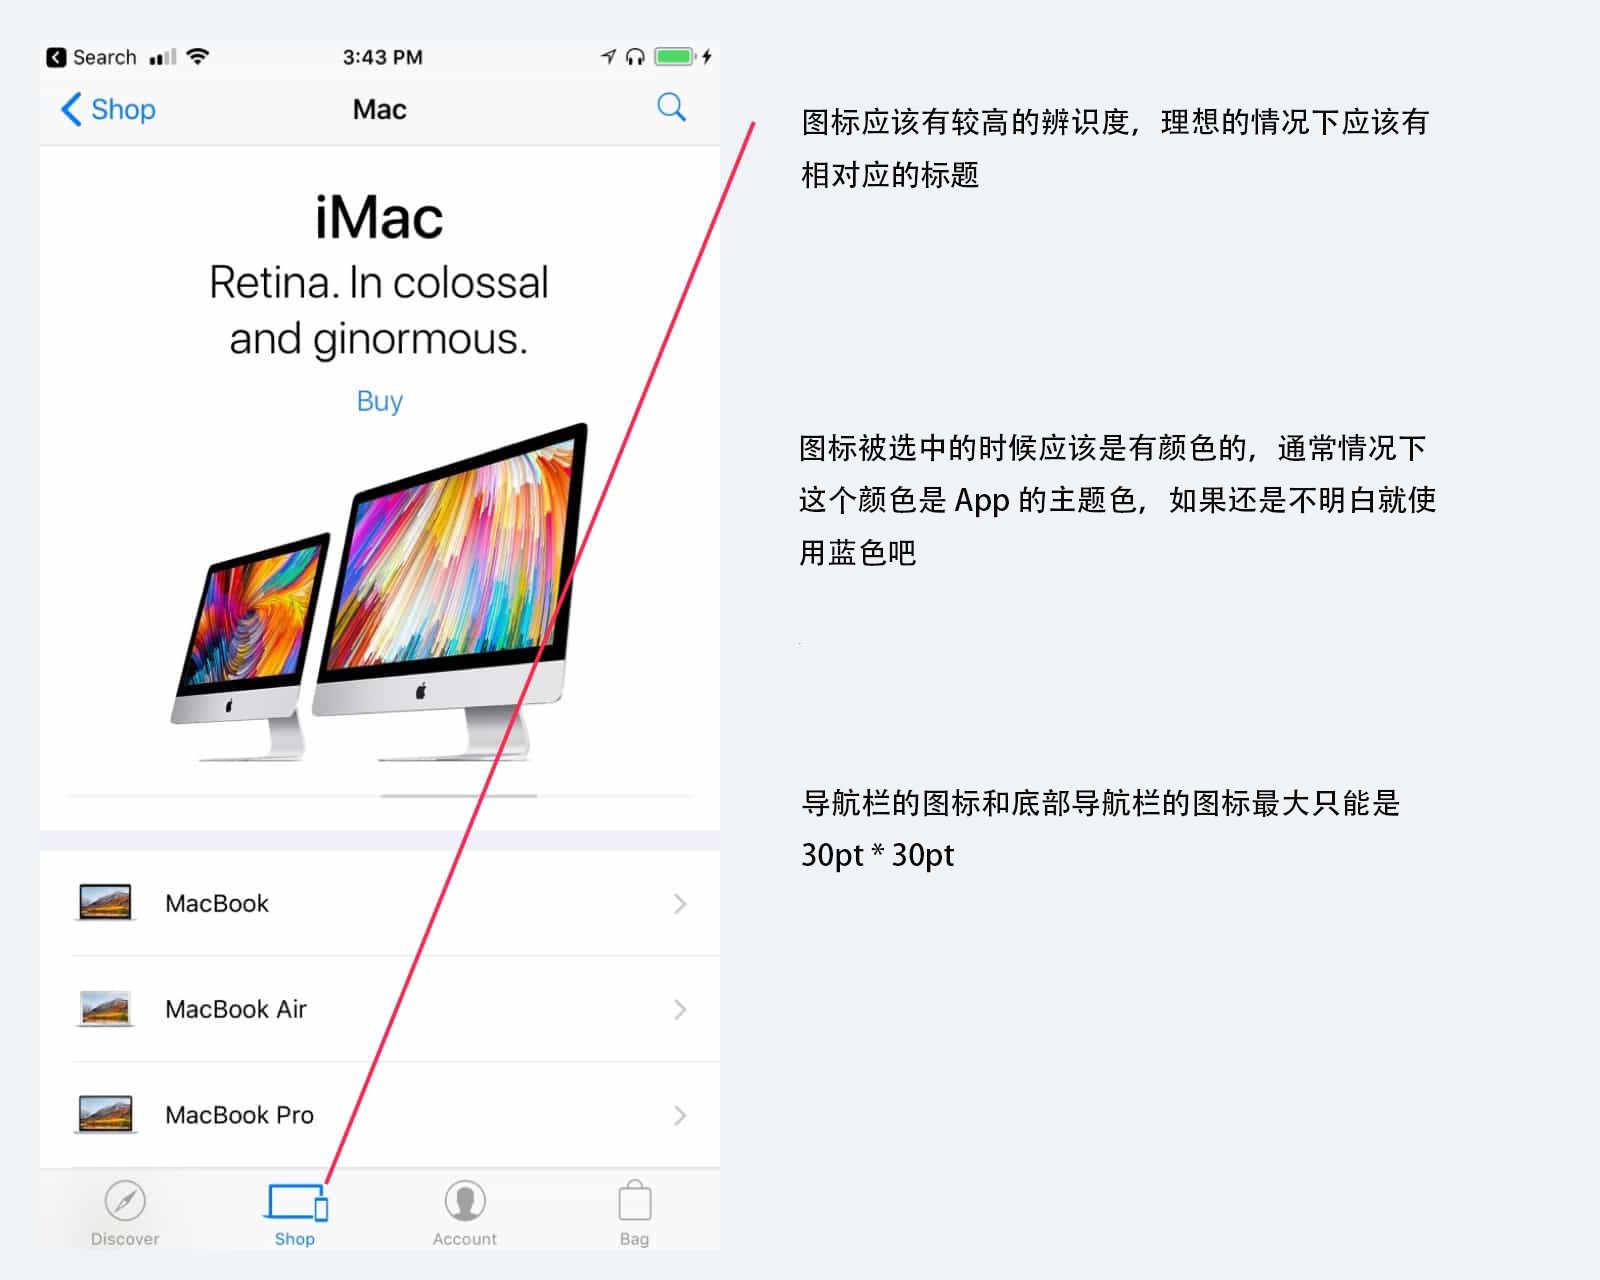 Search
3:43 PM
Shop
Mac
iMac
Retina. In colossal
and ginormous.
Buy
MacBook
MacBook Air
MacBook Pro
Discover
Shop
Account
Bag
图标应该有较高的辨识度，理想的情况下应该有
相对应的标题
图标被选中的时候应该是有颜色的，通常情况下
这个颜色是 App 的主题色，如果还是不明白就使
用蓝色吧
导航栏的图标和底部导航栏的图标最大只能是
30pt * 30pt